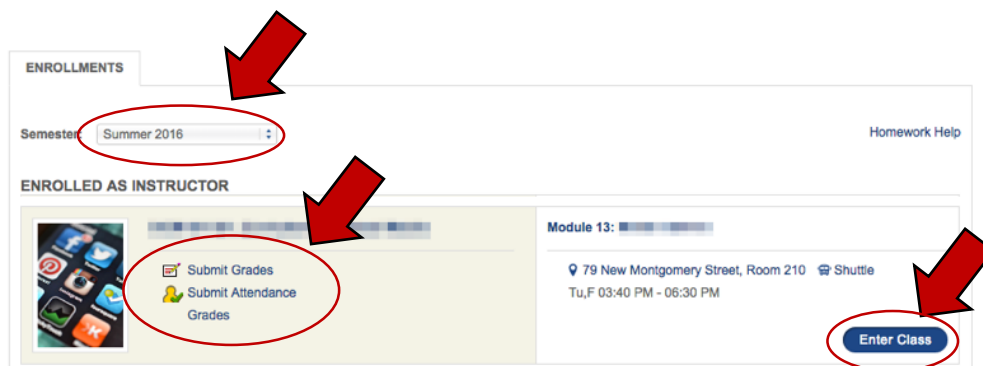 ENROLLMENTS
Semester: Summer 2016
Homework Help
ENROLLED AS INSTRUCTOR
Submit Grades
Submit Attendance
Grades
Module 13:
79 New Montgomery Street, Room 210 Shuttle
Tu,F 03:40 PM - 06:30 PM
Enter Class